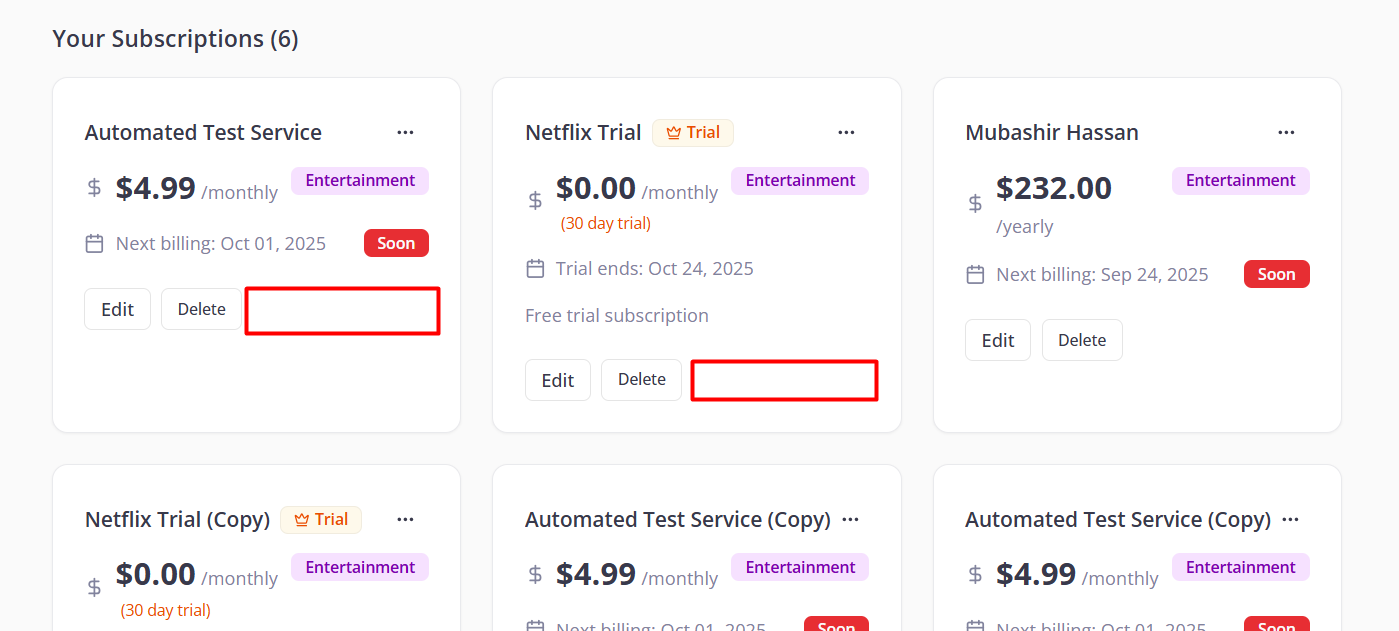 Your Subscriptions (6)
Automated Test Service
$4.99 /monthly
Entertainment
Next billing: Oct 01, 2025
Soon
Edit
Delete
Netflix Trial
Trial
$0.00 /monthly
(30 day trial)
Entertainment
Trial ends: Oct 24, 2025
Free trial subscription
Edit
Delete
Mubashir Hassan
$232.00
/yearly
Entertainment
Next billing: Sep 24, 2025
Soon
Edit
Delete
Netflix Trial (Copy)
Trial
$0.00 /monthly
(30 day trial)
Entertainment
Automated Test Service (Copy)
$4.99 /monthly
Entertainment
Next billing: Oct 01, 2025
Soon
Automated Test Service (Copy)
$4.99 /monthly
Entertainment
Next billing: Oct 01, 2025
Soon